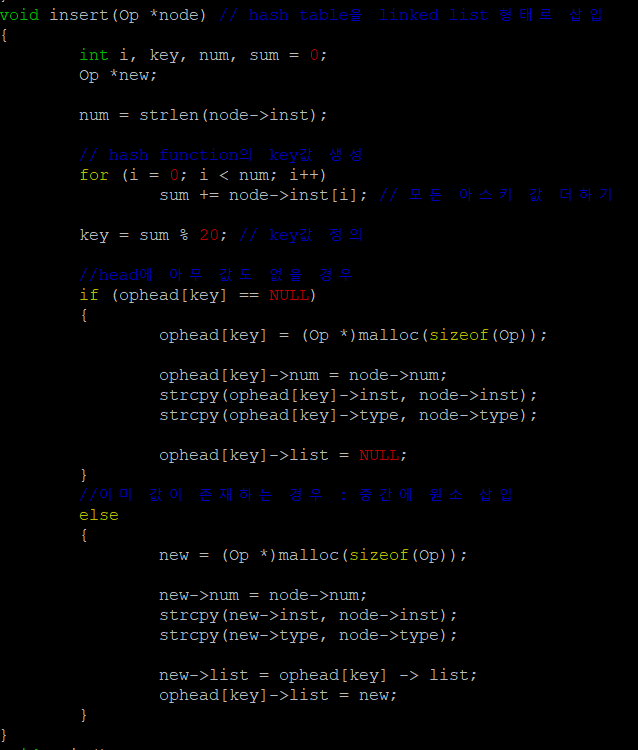 void insert(Op *node) // hash table을 linked list 형태로 삽입
{
        int i, key, num, sum = 0;
        Op *new;

        num = strlen(node->inst);

        // hash function의 key값 생성
        for (i = 0; i < num; i++)
                sum += node->inst[i]; // 모든 아스키 값 더하기

        key = sum % 20; // key값 정의

        //head에 아무 값도 없을 경우
        if (ophead[key] == NULL)
        {
                ophead[key] = (Op *)malloc(sizeof(Op));

                ophead[key]->num = node->num;
                strcpy(ophead[key]->inst, node->inst);
                strcpy(ophead[key]->type, node->type);

                ophead[key]->list = NULL;
        }
        //이미 값이 존재하는 경우 : 중간에 원소 삽입
        else
        {
                new = (Op *)malloc(sizeof(Op));

                new->num = node->num;
                strcpy(new->inst, node->inst);
                strcpy(new->type, node->type);

                new->list = ophead[key] -> list;
                ophead[key]->list = new;
        }
}